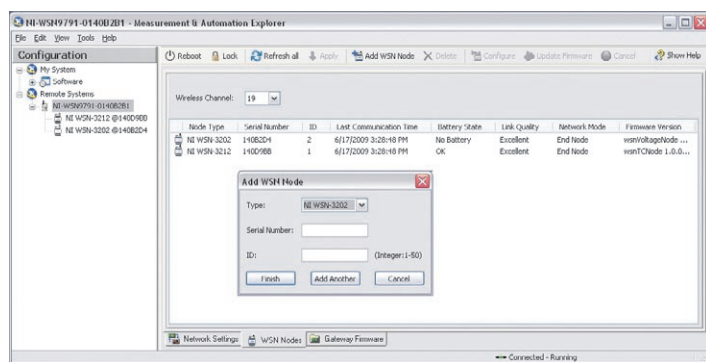 NI-WSN9791-0140B2B1 - Measurement & Automation Explorer
File Edit View Tools Help
Configuration
Reboot Lock Refresh all Apply Add WSN Node Delete Configure Update Firmware Cancel Show Help
My System
Software
Remote Systems
NI-WSN9791-0140B2B1
NI WSN-3212 @140D9BB
NI WSN-3202 @140B2D4
Wireless Channel: 19
Node Type Serial Number ID Last Communication Time Battery State Link Quality Network Mode Firmware Version
NI WSN-3202 140B2D4 2 6/17/2009 3:28:48 PM No Battery Excellent End Node wsnVoltageNode ...
NI WSN-3212 140D9BB 1 6/17/2009 3:28:48 PM OK Excellent End Node wsnTCNode 1.0.0...
Add WSN Node
Type: NI WSN-3202
Serial Number:
ID: (Integer:1-50)
Finish Add Another Cancel
Network Settings WSN Nodes Gateway Firmware
Connected - Running